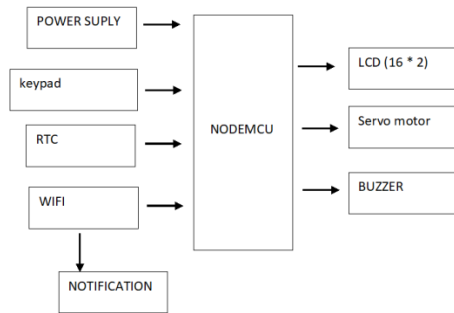 POWER SUPLY
keypad
RTC
WIFI
NOTIFICATION
NODEMCU
LCD (16 * 2)
Servo motor
BUZZER